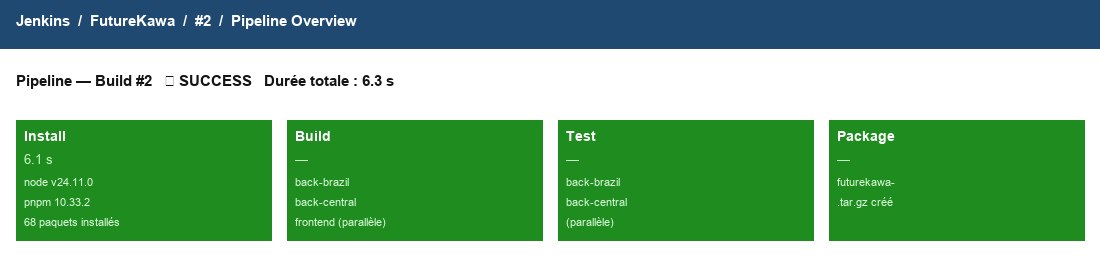 Jenkins / FutureKawa / #2 / Pipeline Overview
Pipeline — Build #2 SUCCESS Durée totale : 6.3 s
Install
6.1 s
node v24.11.0
pnpm 10.33.2
68 paquets installés
Build
—
back-brazil
back-central
frontend (parallèle)
Test
—
back-brazil
back-central
(parallèle)
Package
—
futurekawa-
.tar.gz créé